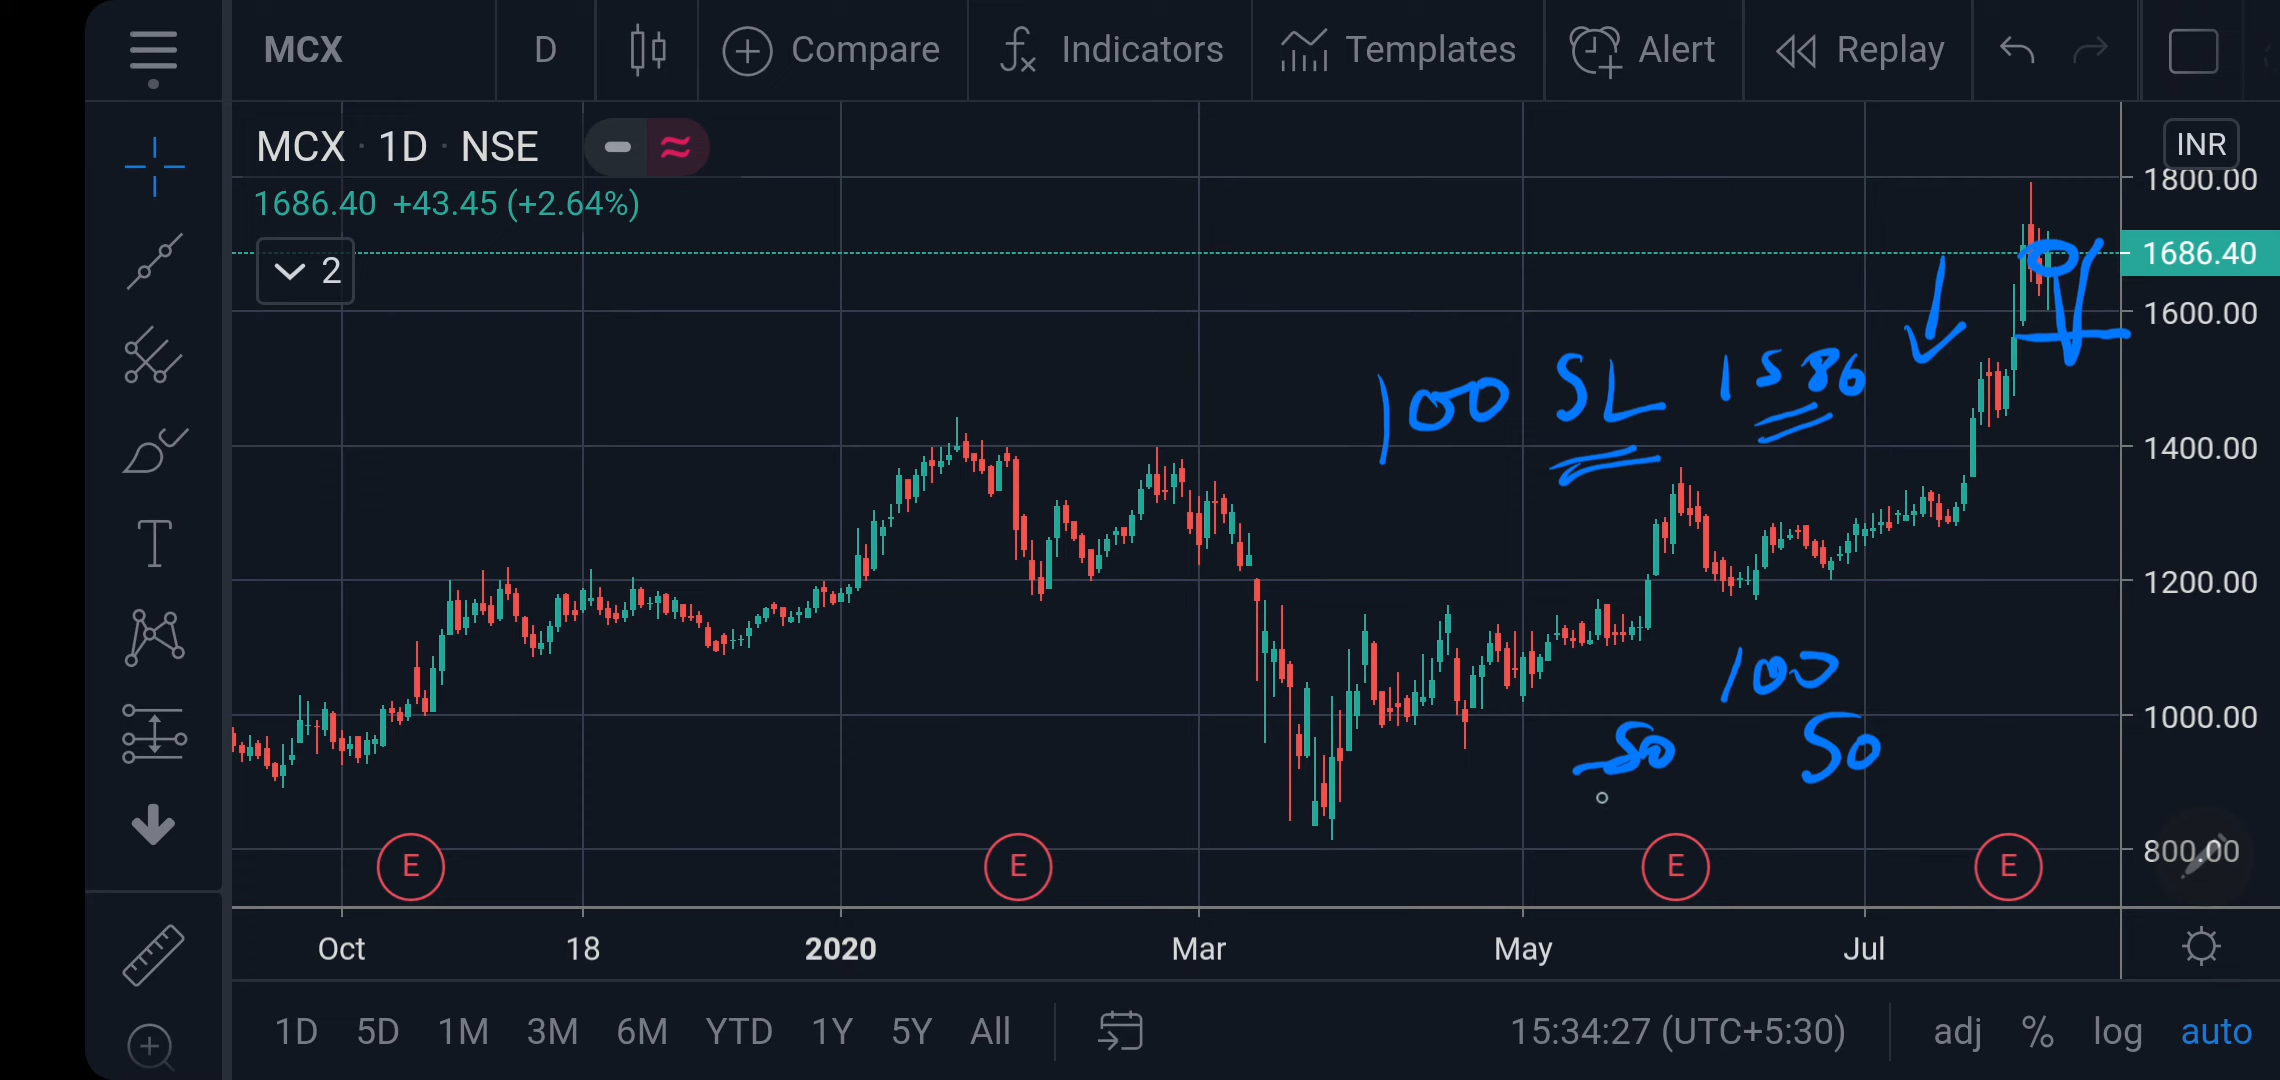 MCX D Compare Indicators Templates Alert Replay
MCX · 1D · NSE
INR
1686.40 +43.45 (+2.64%)
2
1800.00
1686.40
1600.00
1400.00
1200.00
1000.00
800.00
100 SL 1586
100
50 50
E E E E
Oct 18 2020 Mar May Jul
1D 5D 1M 3M 6M YTD 1Y 5Y All 15:34:27 (UTC+5:30) adj % log auto